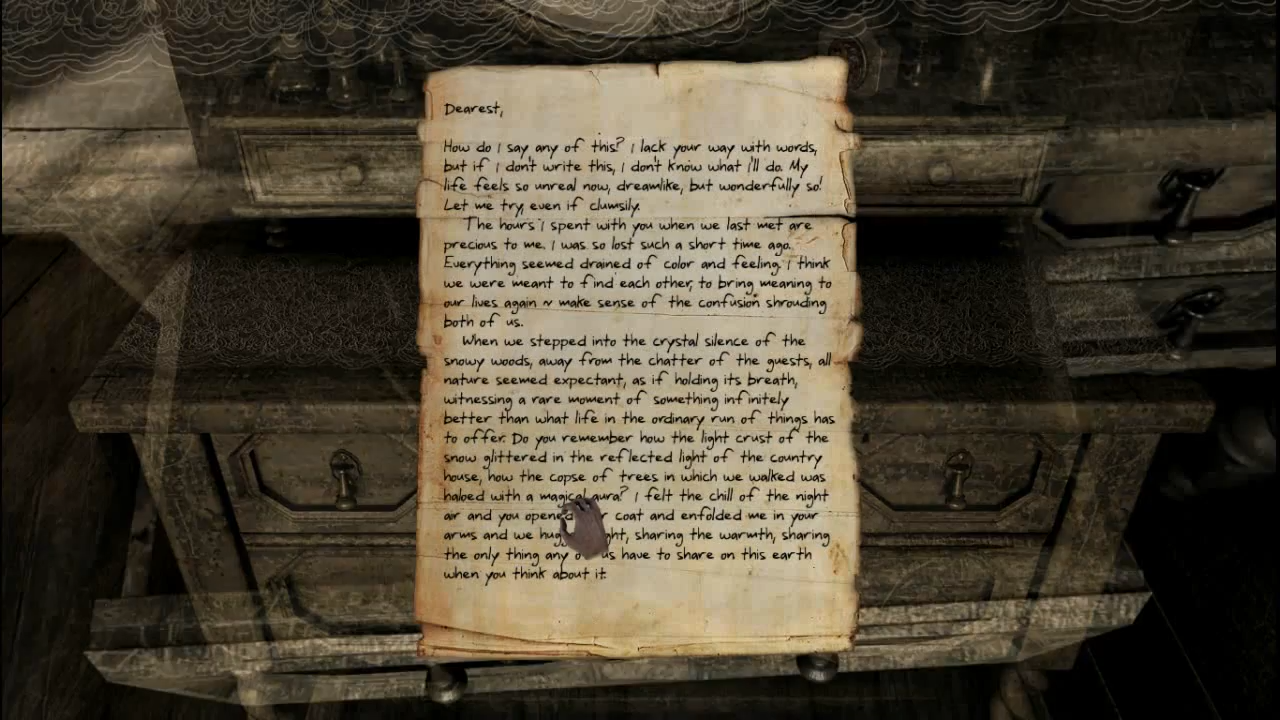 Dearest,
How do I say any of this? I lack your way with words,
but if I don't write this, I don't know what I'll do. My
life feels so unreal now, dreamlike, but wonderfully so!
Let me try, even if clumsily.
The hours I spent with you when we last met are
precious to me. I was so lost such a short time ago.
Everything seemed drained of color and feeling. I think
we were meant to find each other, to bring meaning to
our lives again ~ make sense of the confusion shrouding
both of us.
When we stepped into the crystal silence of the
snowy woods, away from the chatter of the guests, all
nature seemed expectant, as if holding its breath,
witnessing a rare moment of something infinitely
better than what life in the ordinary run of things has
to offer. Do you remember how the light crust of the
snow glittered in the reflected light of the country
house, how the copse of trees in which we walked was
haloed with a magical aura? I felt the chill of the night
air and you opened coat and enfolded me in your
arms and we sharing the warmth, sharing
the only thing any us have to share on this earth
when you think about it.